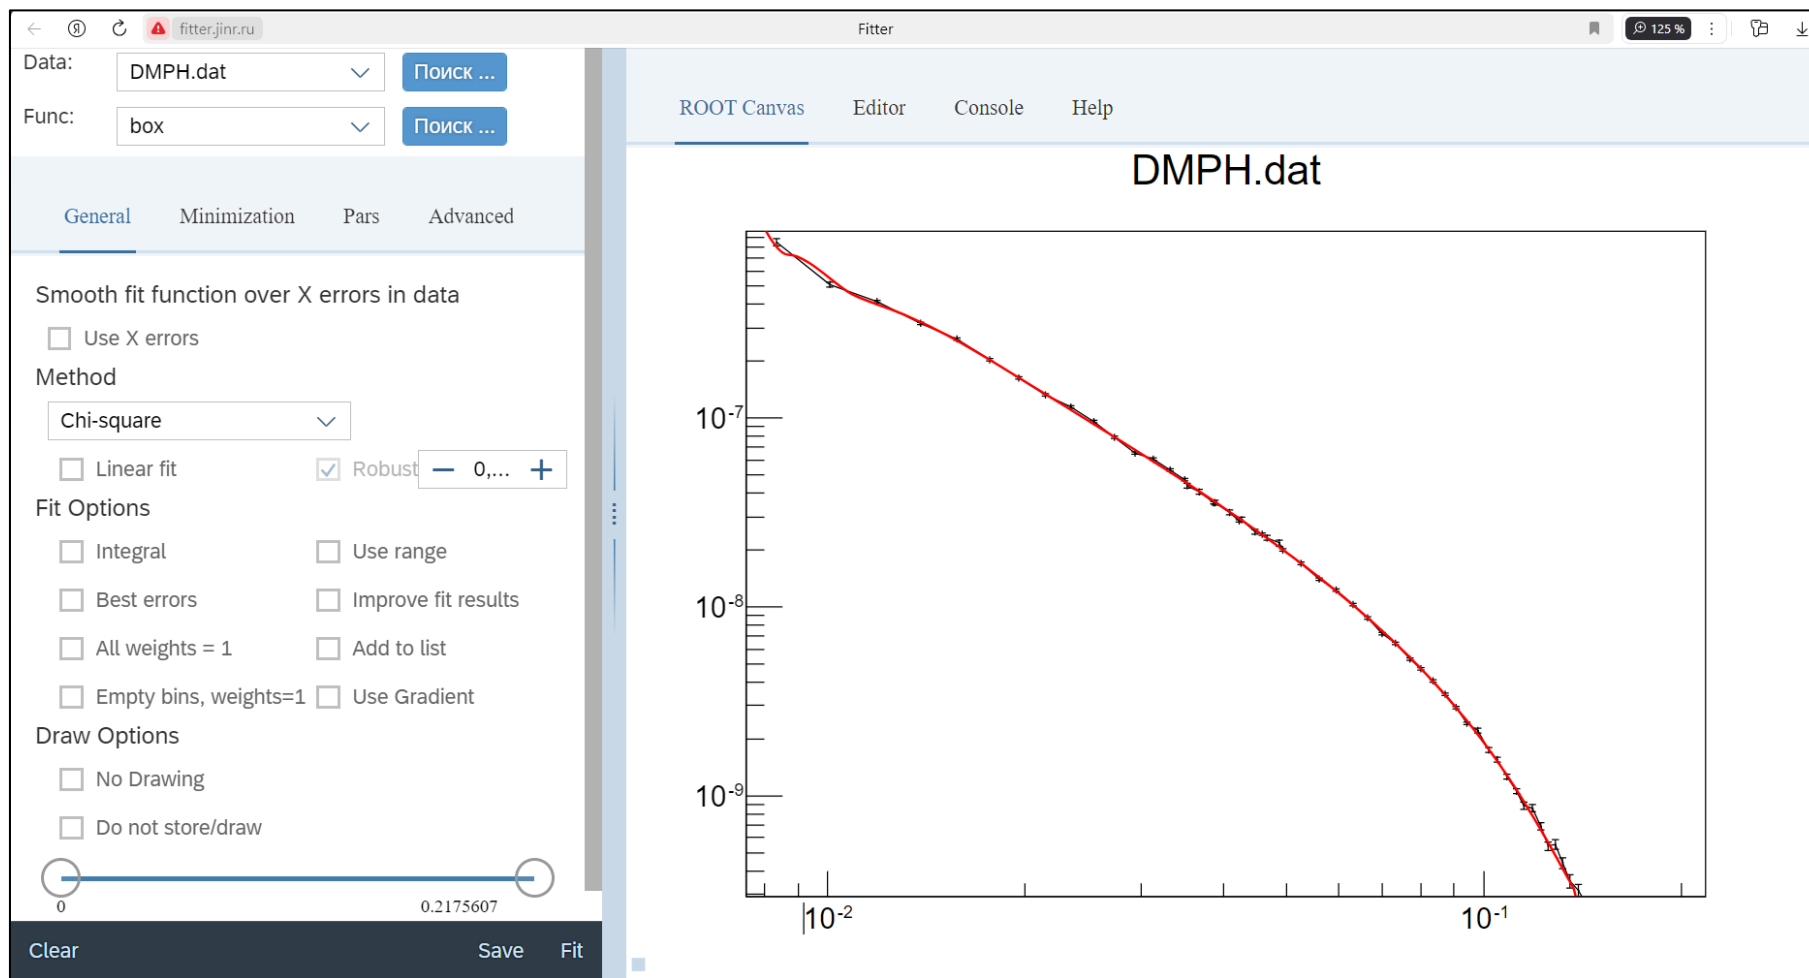 fitter.jinr.ru
Fitter
125 %
Data:
DMPH.dat
Поиск ...
Func:
box
Поиск ...
General Minimization Pars Advanced
Smooth fit function over X errors in data
Use X errors
Method
Chi-square
Linear fit
Robust
0,...
Fit Options
Integral
Use range
Best errors
Improve fit results
All weights = 1
Add to list
Empty bins, weights=1
Use Gradient
Draw Options
No Drawing
Do not store/draw
0
0.2175607
Clear
Save
Fit
ROOT Canvas Editor Console Help
DMPH.dat
10⁻⁷
10⁻⁸
10⁻⁹
10⁻²
10⁻¹